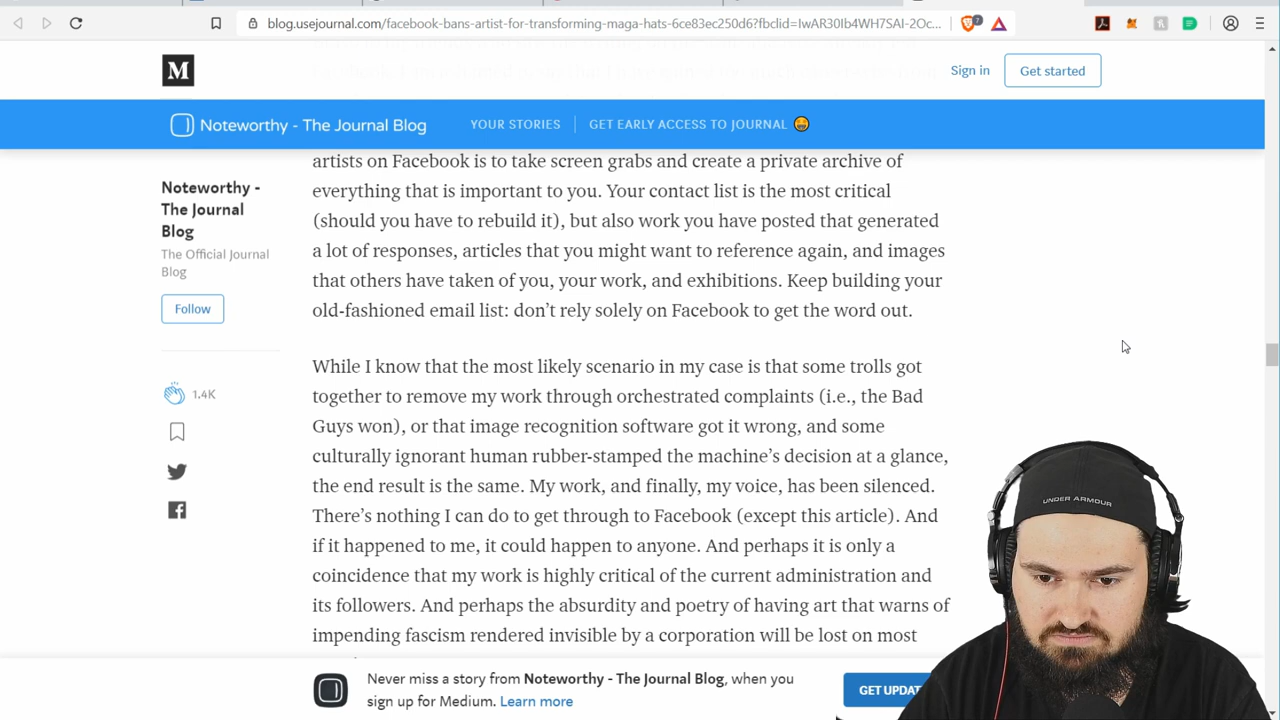 blog.usejournal.com/facebook-bans-artist-for-transforming-maga-hats-6ce83ec250d6?fbclid=IwAR30Ib4WH7SAI-2Oc...
7
M
Sign in
Get started
Noteworthy - The Journal Blog
YOUR STORIES
GET EARLY ACCESS TO JOURNAL 🤑
Noteworthy -
The Journal
Blog
The Official Journal
Blog
Follow
1.4K
artists on Facebook is to take screen grabs and create a private archive of
everything that is important to you. Your contact list is the most critical
(should you have to rebuild it), but also work you have posted that generated
a lot of responses, articles that you might want to reference again, and images
that others have taken of you, your work, and exhibitions. Keep building your
old-fashioned email list: don’t rely solely on Facebook to get the word out.
While I know that the most likely scenario in my case is that some trolls got
together to remove my work through orchestrated complaints (i.e., the Bad
Guys won), or that image recognition software got it wrong, and some
culturally ignorant human rubber-stamped the machine’s decision at a glance,
the end result is the same. My work, and finally, my voice, has been silenced.
There’s nothing I can do to get through to Facebook (except this article). And
if it happened to me, it could happen to anyone. And perhaps it is only a
coincidence that my work is highly critical of the current administration and
its followers. And perhaps the absurdity and poetry of having art that warns of
impending fascism rendered invisible by a corporation will be lost on most
Never miss a story from Noteworthy - The Journal Blog, when you
sign up for Medium. Learn more
GET UPDAT
UNDER ARMOUR